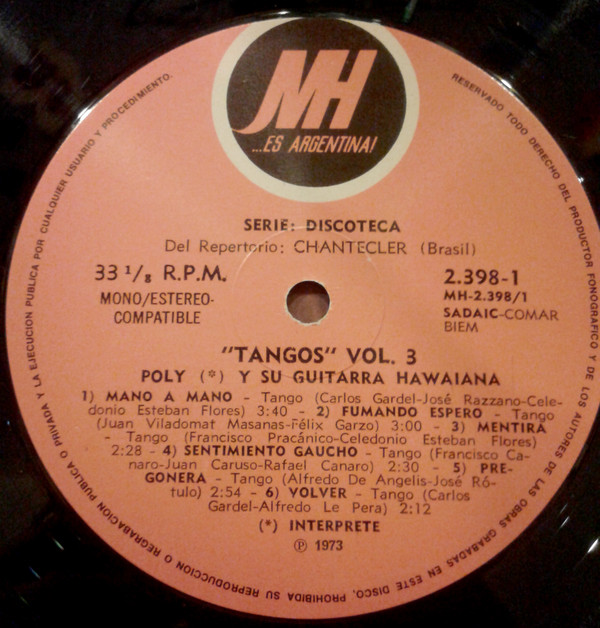 MH
...ES ARGENTINA!
SERIE: DISCOTECA
Del Repertorio: CHANTECLER (Brasil)
33 1/8 R.P.M.
MONO/ESTEREO-
COMPATIBLE
2.398-1
MH-2.398/1
SADAIC-COMAR
BIEM
"TANGOS" VOL. 3
POLY (*) Y SU GUITARRA HAWAIANA
1) MANO A MANO - Tango (Carlos Gardel-José Razzano-Cele-
donio Esteban Flores) 3:40 - 2) FUMANDO ESPERO - Tango
(Juan Viladomat Masanas-Félix Garzo) 3:00 - 3) MENTIRA
- Tango (Francisco Pracánico-Celedonio Esteban Flores)
2:28 - 4) SENTIMIENTO GAUCHO - Tango (Francisco Ca-
naro-Juan Caruso-Rafael Canaro) 2:30 - 5) PRE-
GONERA - Tango (Alfredo De Angelis-José Ró-
tulo) 2:54 - 6) VOLVER - Tango (Carlos
Gardel-Alfredo Le Pera) 2:12
(*) INTERPRETE
℗ 1973
RESERVADO TODO DERECHO DEL PRODUCTOR FONOGRAFICO Y DE LOS AUTORES DE LAS OBRAS GRABADAS EN ESTE DISCO. PROHIBIDA SU REPRODUCCION O REGRABACION PUBLICA O PRIVADA Y LA EJECUCION PUBLICA POR CUALQUIER USUARIO Y PROCEDIMIENTO.